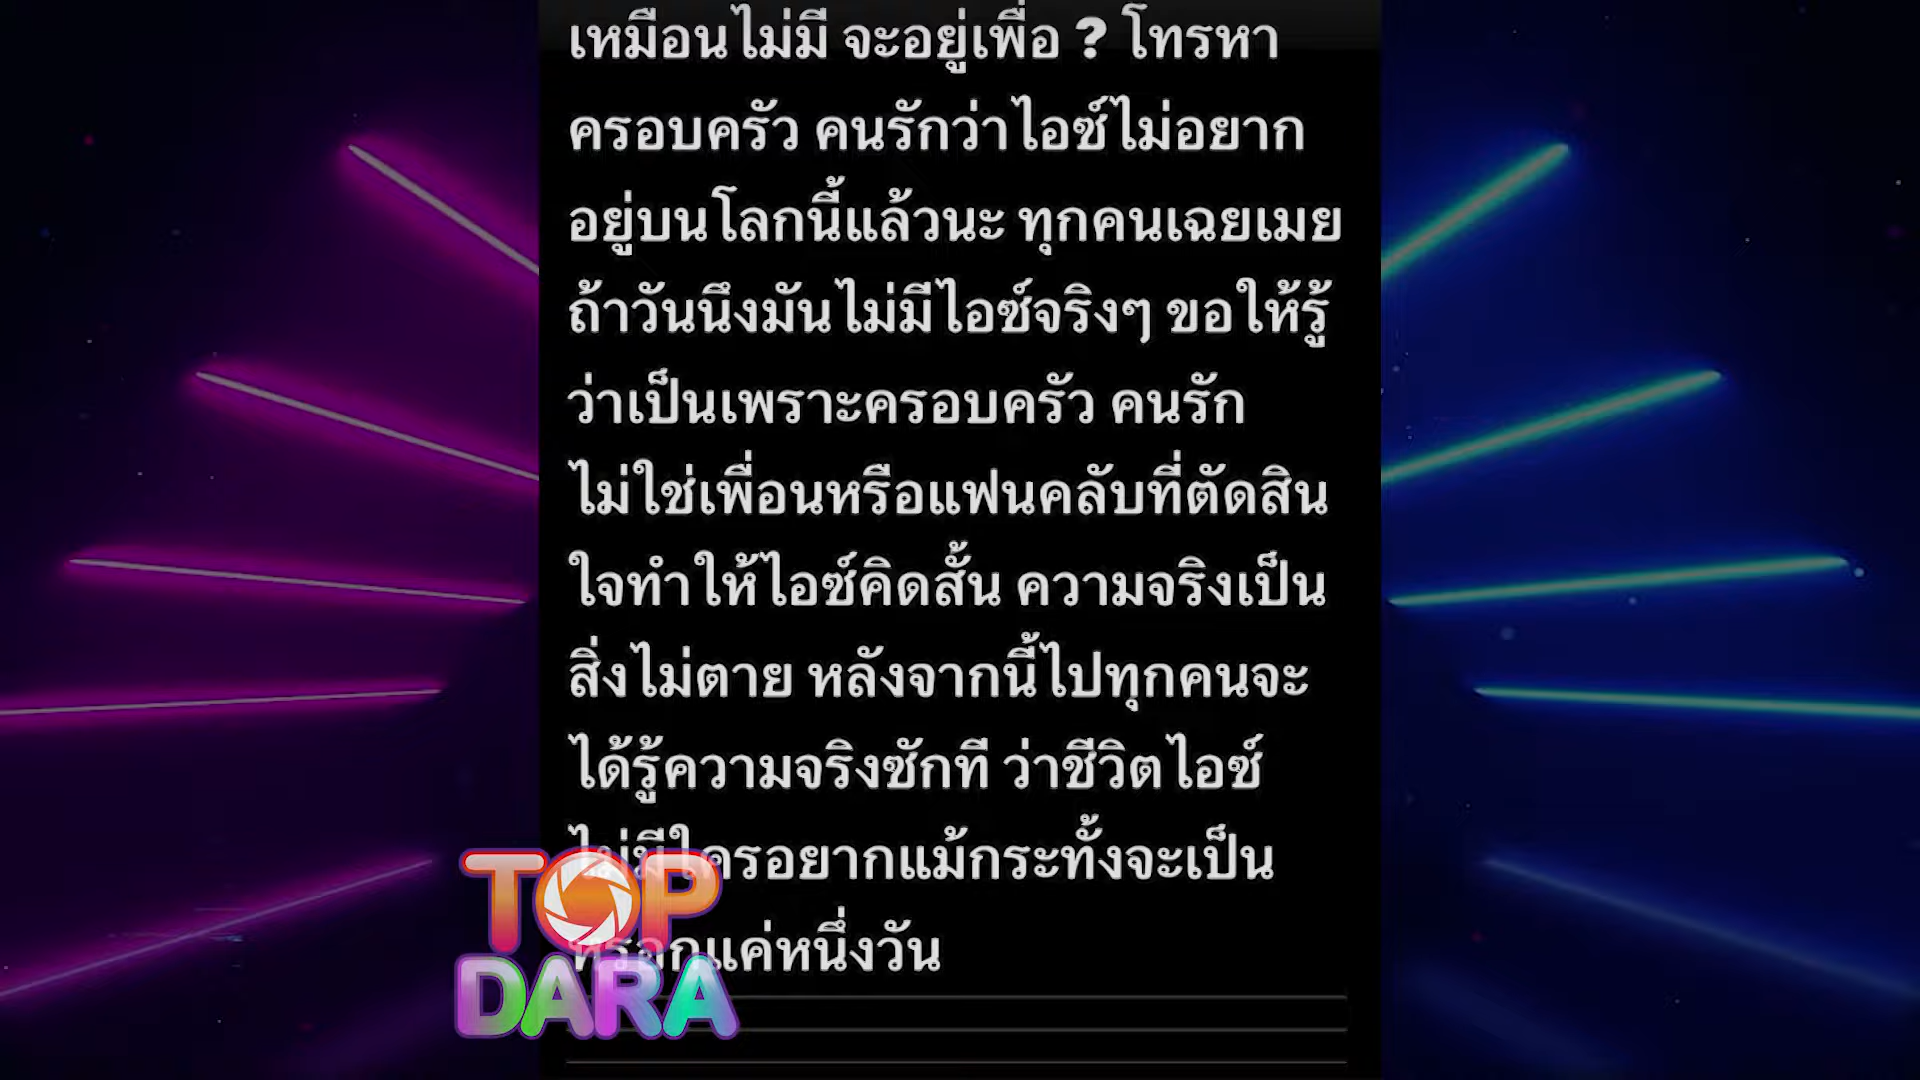 เหมือนไม่มี จะอยู่เพื่อ ? โทรหา
ครอบครัว คนรักว่าไอซ์ไม่อยาก
อยู่บนโลกนี้แล้วนะ ทุกคนเฉยเมย
ถ้าวันนึงมันไม่มีไอซ์จริงๆ ขอให้รู้
ว่าเป็นเพราะครอบครัว คนรัก
ไม่ใช่เพื่อนหรือแฟนคลับที่ตัดสิน
ใจทำให้ไอซ์คิดสั้น ความจริงเป็น
สิ่งไม่ตาย หลังจากนี้ไปทุกคนจะ
ได้รู้ความจริงซักที ว่าชีวิตไอซ์
ไม่มีใครอยากแม้กระทั้งจะเป็น
หรอกแค่หนึ่งวัน
TOP
DARA